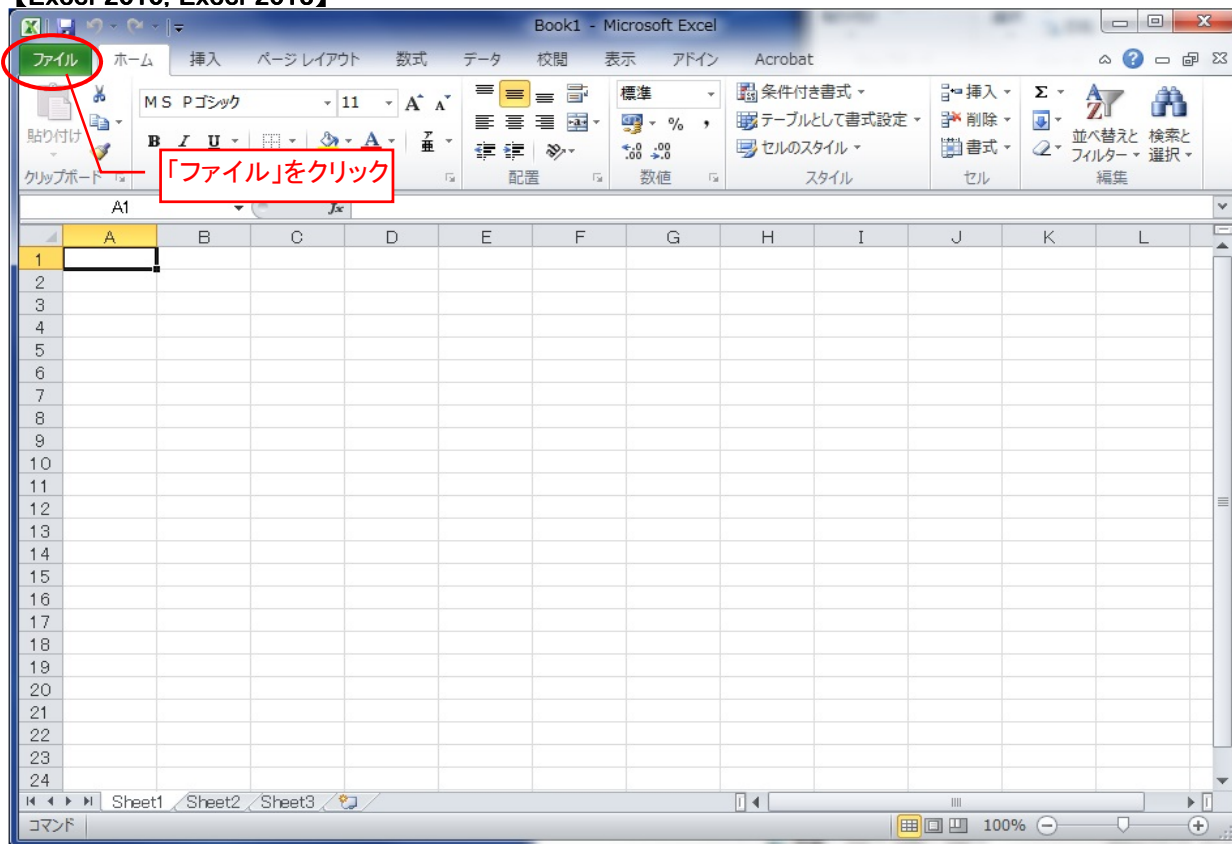 Book1 - Microsoft Excel
ファイル ホーム 挿入 ページ レイアウト 数式 データ 校閲 表示 アドイン Acrobat
貼り付け
ＭＳ Ｐゴシック 11 A A
B I U A 亜
標準
% ,
条件付き書式
テーブルとして書式設定
セルのスタイル
挿入
削除
書式
Σ
並べ替えと
フィルター
検索と
選択
クリップボード 配置 数値 スタイル セル 編集
「ファイル」をクリック
A1 fx
A B C D E F G H I J K L
1
2
3
4
5
6
7
8
9
10
11
12
13
14
15
16
17
18
19
20
21
22
23
24
Sheet1 Sheet2 Sheet3
コマンド 100%